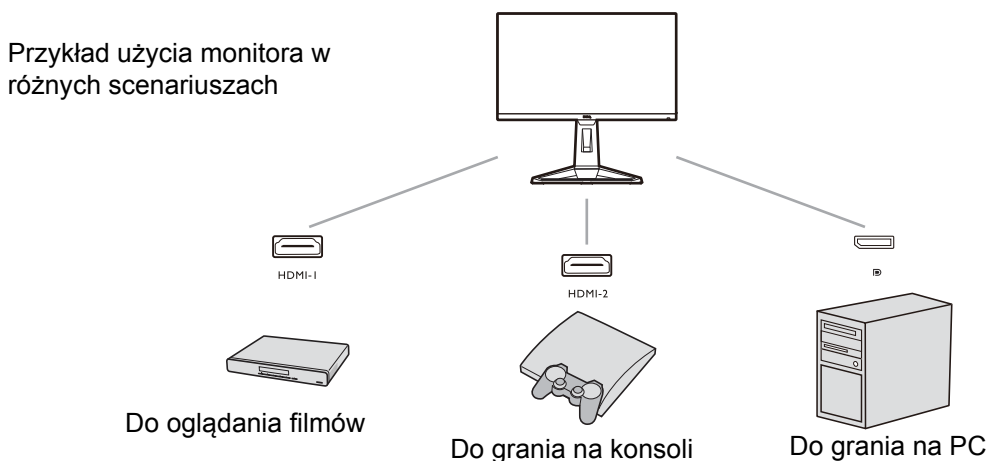 Przykład użycia monitora w
różnych scenariuszach
HDMI-1
HDMI-2
Do oglądania filmów
Do grania na konsoli
Do grania na PC